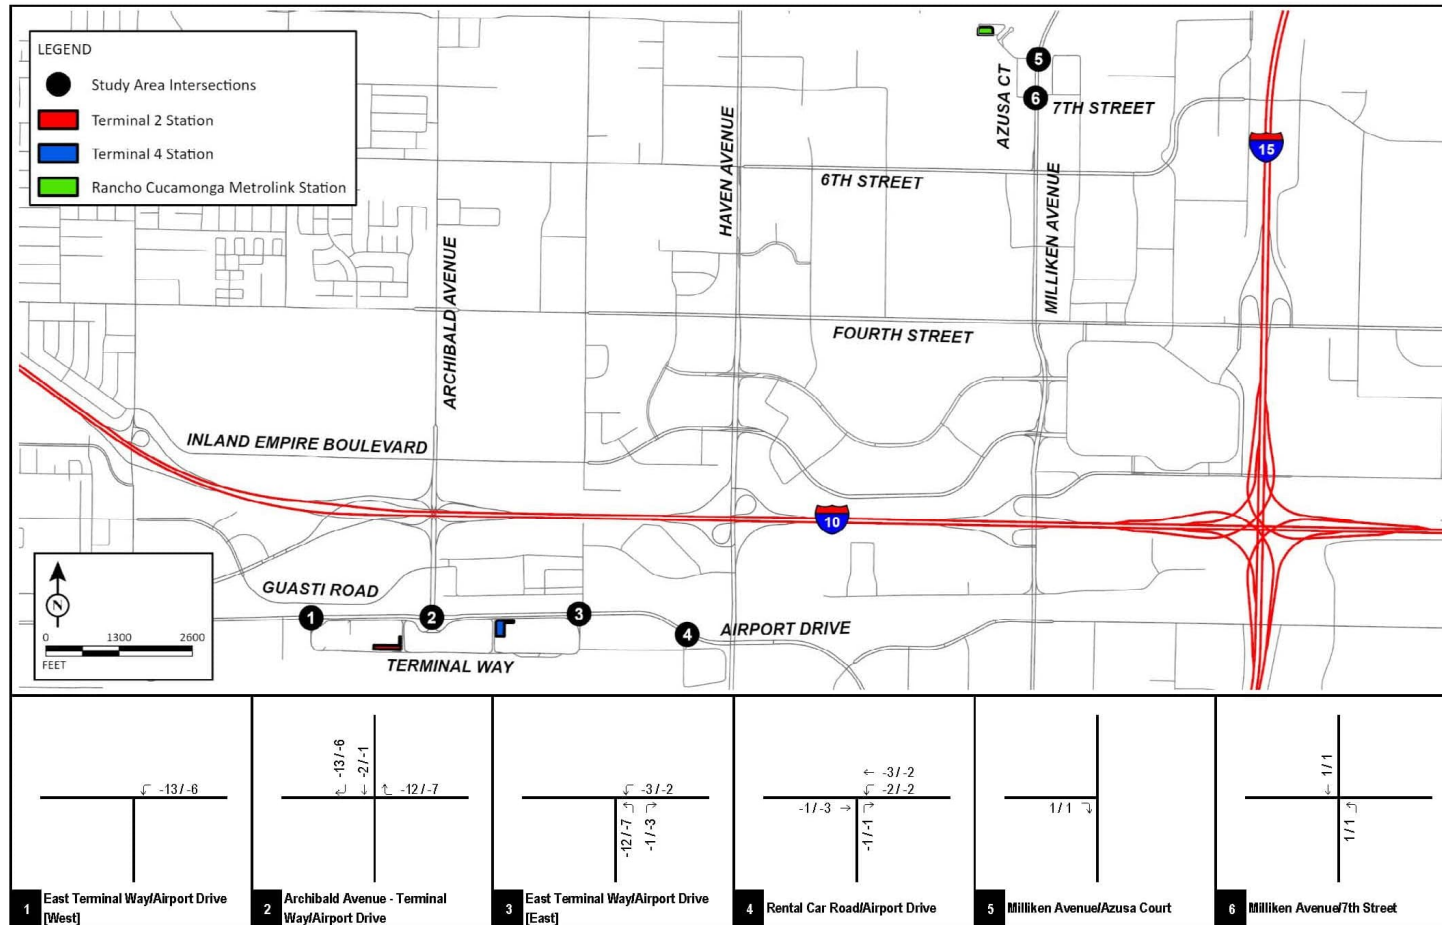 LEGEND
Study Area Intersections
Terminal 2 Station
Terminal 4 Station
Rancho Cucamonga Metrolink Station
5
AZUSA CT
6
7TH STREET
15
HAVEN AVENUE
6TH STREET
MILLIKEN AVENUE
ARCHIBALD AVENUE
FOURTH STREET
INLAND EMPIRE BOULEVARD
10
N
0 1300 2600
FEET
GUASTI ROAD
1
2
3
4
AIRPORT DRIVE
TERMINAL WAY
-13/-6
1 East Terminal Way/Airport Drive
[West]
-13/-6
-2/-1
-12/-7
2 Archibald Avenue - Terminal
Way/Airport Drive
-3/-2
-12/-7
-1/-3
3 East Terminal Way/Airport Drive
[East]
-3/-2
-2/-2
-1/-3
-1/-1
4 Rental Car Road/Airport Drive
1/1
5 Milliken Avenue/Azusa Court
1/1
1/1
6 Milliken Avenue/7th Street